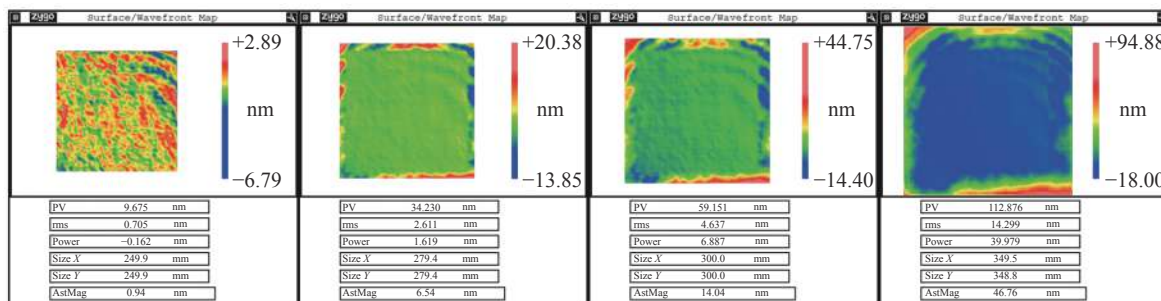 zygo Surface/Wavefront Map
+2.89
nm
−6.79
PV 9.675 nm
rms 0.705 nm
Power −0.162 nm
Size X 249.9 mm
Size Y 249.9 mm
AstMag 0.94 nm
zygo Surface/Wavefront Map
+20.38
nm
−13.85
PV 34.230 nm
rms 2.611 nm
Power 1.619 nm
Size X 279.4 mm
Size Y 279.4 mm
AstMag 6.54 nm
zygo Surface/Wavefront Map
+44.75
nm
−14.40
PV 59.151 nm
rms 4.637 nm
Power 6.887 nm
Size X 300.0 mm
Size Y 300.0 mm
AstMag 14.04 nm
zygo Surface/Wavefront Map
+94.88
nm
−18.00
PV 112.876 nm
rms 14.299 nm
Power 39.979 nm
Size X 349.5 mm
Size Y 348.8 mm
AstMag 46.76 nm